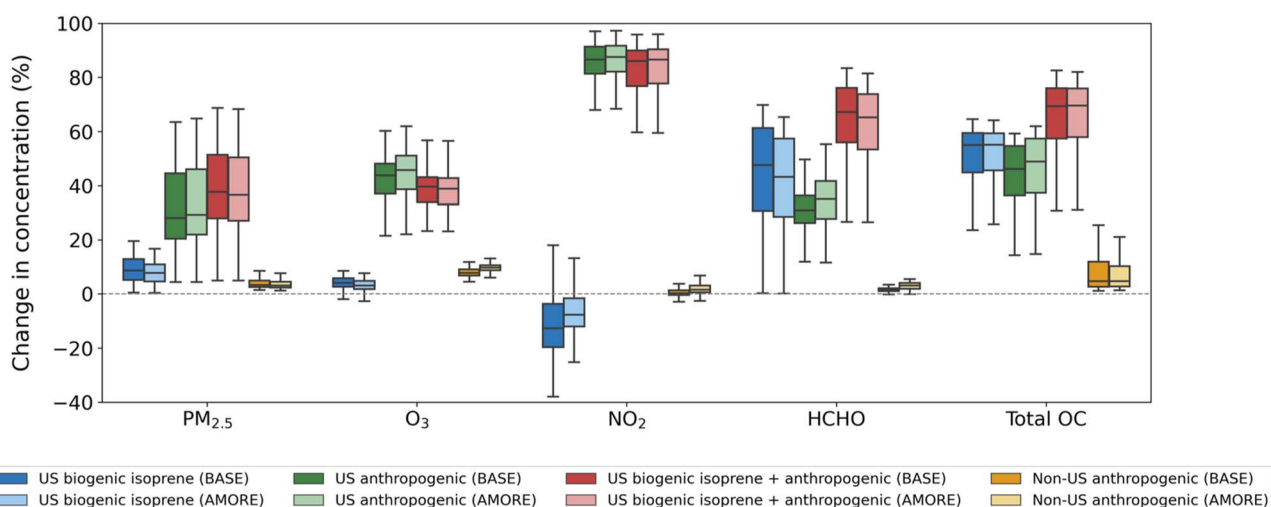 Change in concentration (%)
100
80
60
40
20
0
−20
−40
PM₂.₅ O₃ NO₂ HCHO Total OC
US biogenic isoprene (BASE) US anthropogenic (BASE) US biogenic isoprene + anthropogenic (BASE) Non-US anthropogenic (BASE)
US biogenic isoprene (AMORE) US anthropogenic (AMORE) US biogenic isoprene + anthropogenic (AMORE) Non-US anthropogenic (AMORE)